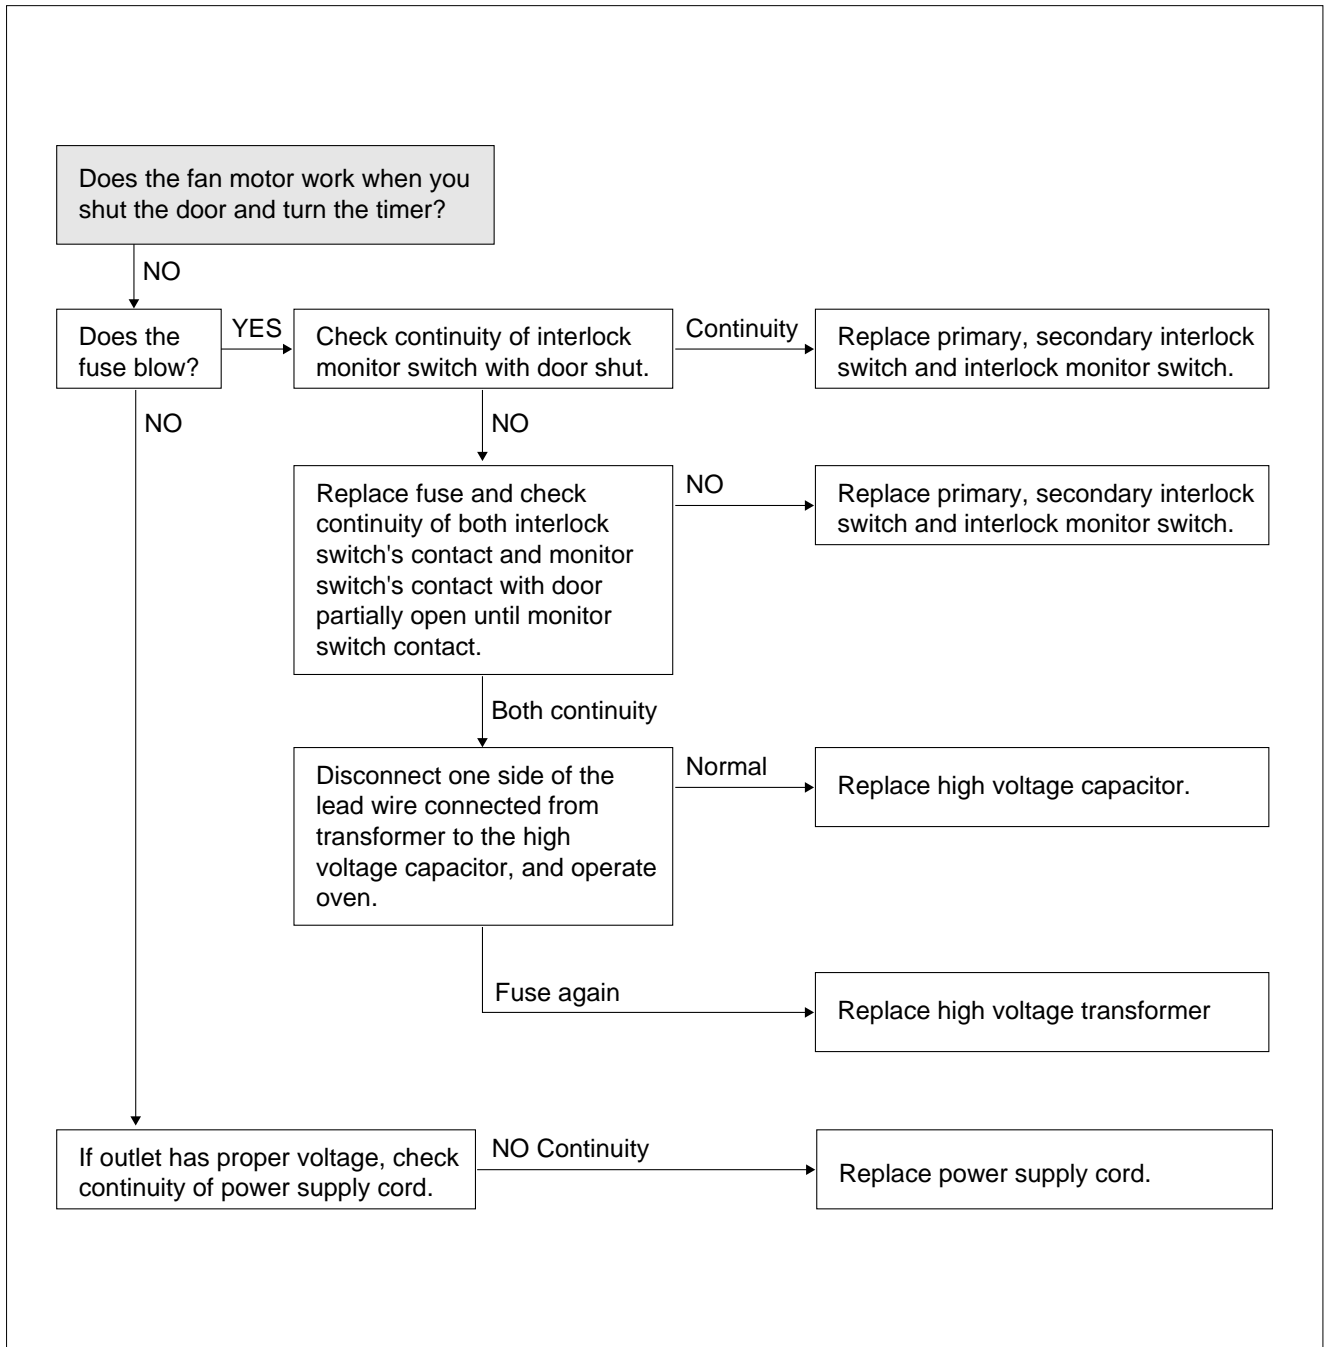 Does the fan motor work when you
shut the door and turn the timer?
NO
Does the
fuse blow?
YES
Check continuity of interlock
monitor switch with door shut.
Continuity
Replace primary, secondary interlock
switch and interlock monitor switch.
NO
NO
Replace fuse and check
continuity of both interlock
switch's contact and monitor
switch's contact with door
partially open until monitor
switch contact.
NO
Replace primary, secondary interlock
switch and interlock monitor switch.
Both continuity
Disconnect one side of the
lead wire connected from
transformer to the high
voltage capacitor, and operate
oven.
Normal
Replace high voltage capacitor.
Fuse again
Replace high voltage transformer
If outlet has proper voltage, check
continuity of power supply cord.
NO Continuity
Replace power supply cord.